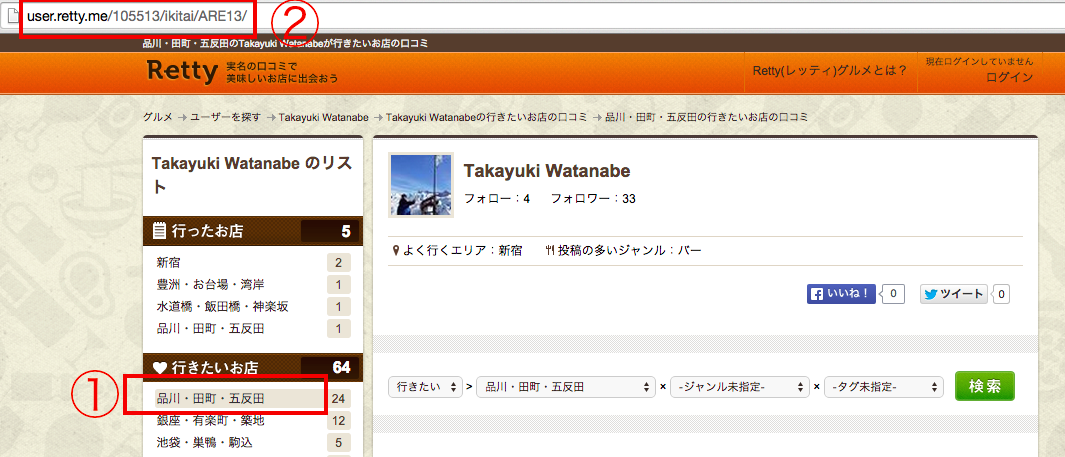 user.retty.me/105513/ikitai/ARE13/
②
品川・田町・五反田のTakayuki Watanabeが行きたいお店の口コミ
Retty
実名の口コミで
美味しいお店に出会おう
Retty(レッティ)グルメとは？
現在ログインしていません
ログイン
グルメ → ユーザーを探す → Takayuki Watanabe → Takayuki Watanabeの行きたいお店の口コミ → 品川・田町・五反田の行きたいお店の口コミ
Takayuki Watanabe のリス
ト
行ったお店 5
新宿 2
豊洲・お台場・湾岸 1
水道橋・飯田橋・神楽坂 1
品川・田町・五反田 1
行きたいお店 64
①
品川・田町・五反田 24
銀座・有楽町・築地 12
池袋・巣鴨・駒込 5
Takayuki Watanabe
フォロー：4 フォロワー：33
よく行くエリア：新宿 投稿の多いジャンル：バー
いいね！ 0 ツイート 0
行きたい > 品川・田町・五反田 × -ジャンル未指定- × -タグ未指定- 検索